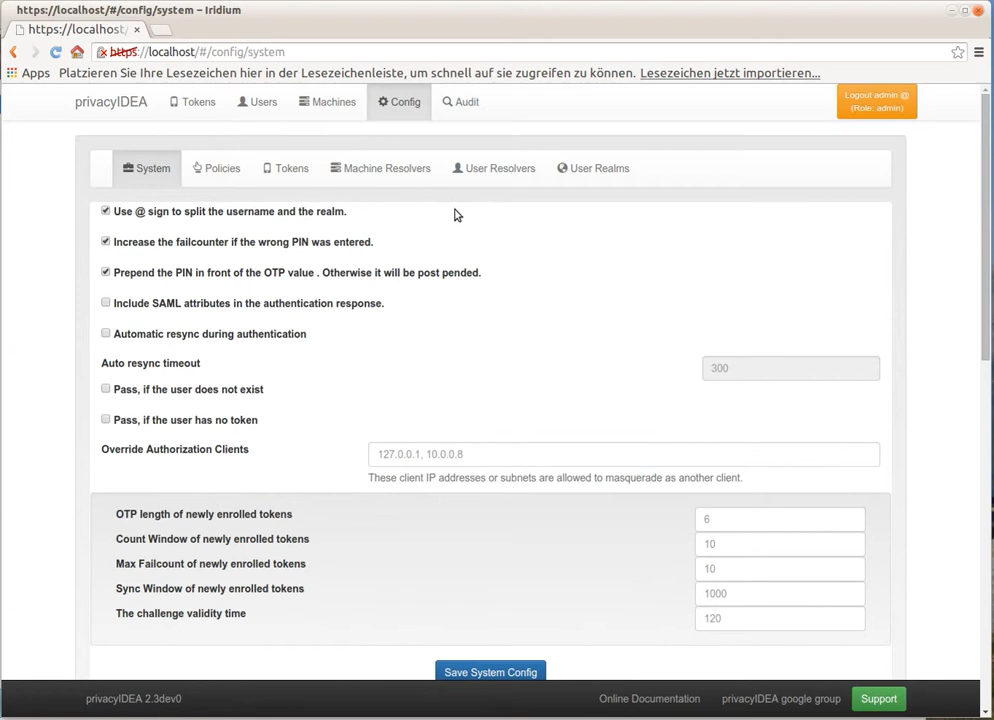 https://localhost/#/config/system – Iridium
https://localhost/ ×
https://localhost/#/config/system
Apps Platzieren Sie Ihre Lesezeichen hier in der Lesezeichenleiste, um schnell auf sie zugreifen zu können. Lesezeichen jetzt importieren...
privacyIDEA Tokens Users Machines Config Audit Logout admin @
(Role: admin)
System Policies Tokens Machine Resolvers User Resolvers User Realms
Use @ sign to split the username and the realm.
Increase the failcounter if the wrong PIN was entered.
Prepend the PIN in front of the OTP value . Otherwise it will be post pended.
Include SAML attributes in the authentication response.
Automatic resync during authentication
Auto resync timeout 300
Pass, if the user does not exist
Pass, if the user has no token
Override Authorization Clients 127.0.0.1, 10.0.0.8
These client IP addresses or subnets are allowed to masquerade as another client.
OTP length of newly enrolled tokens 6
Count Window of newly enrolled tokens 10
Max Failcount of newly enrolled tokens 10
Sync Window of newly enrolled tokens 1000
The challenge validity time 120
Save System Config
privacyIDEA 2.3dev0 Online Documentation privacyIDEA google group Support